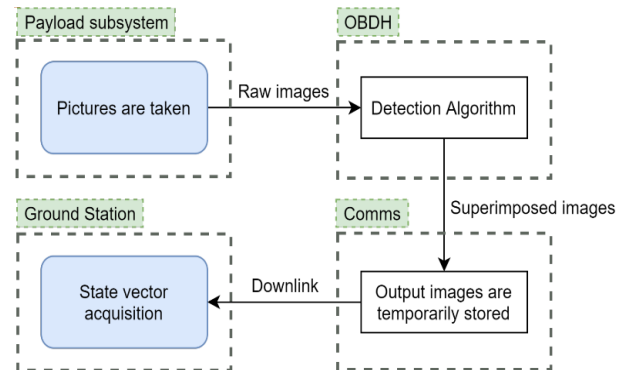 Payload subsystem
OBDH
Pictures are taken
Raw images
Detection Algorithm
Superimposed images
Ground Station
Comms
State vector
acquisition
Downlink
Output images are
temporarily stored